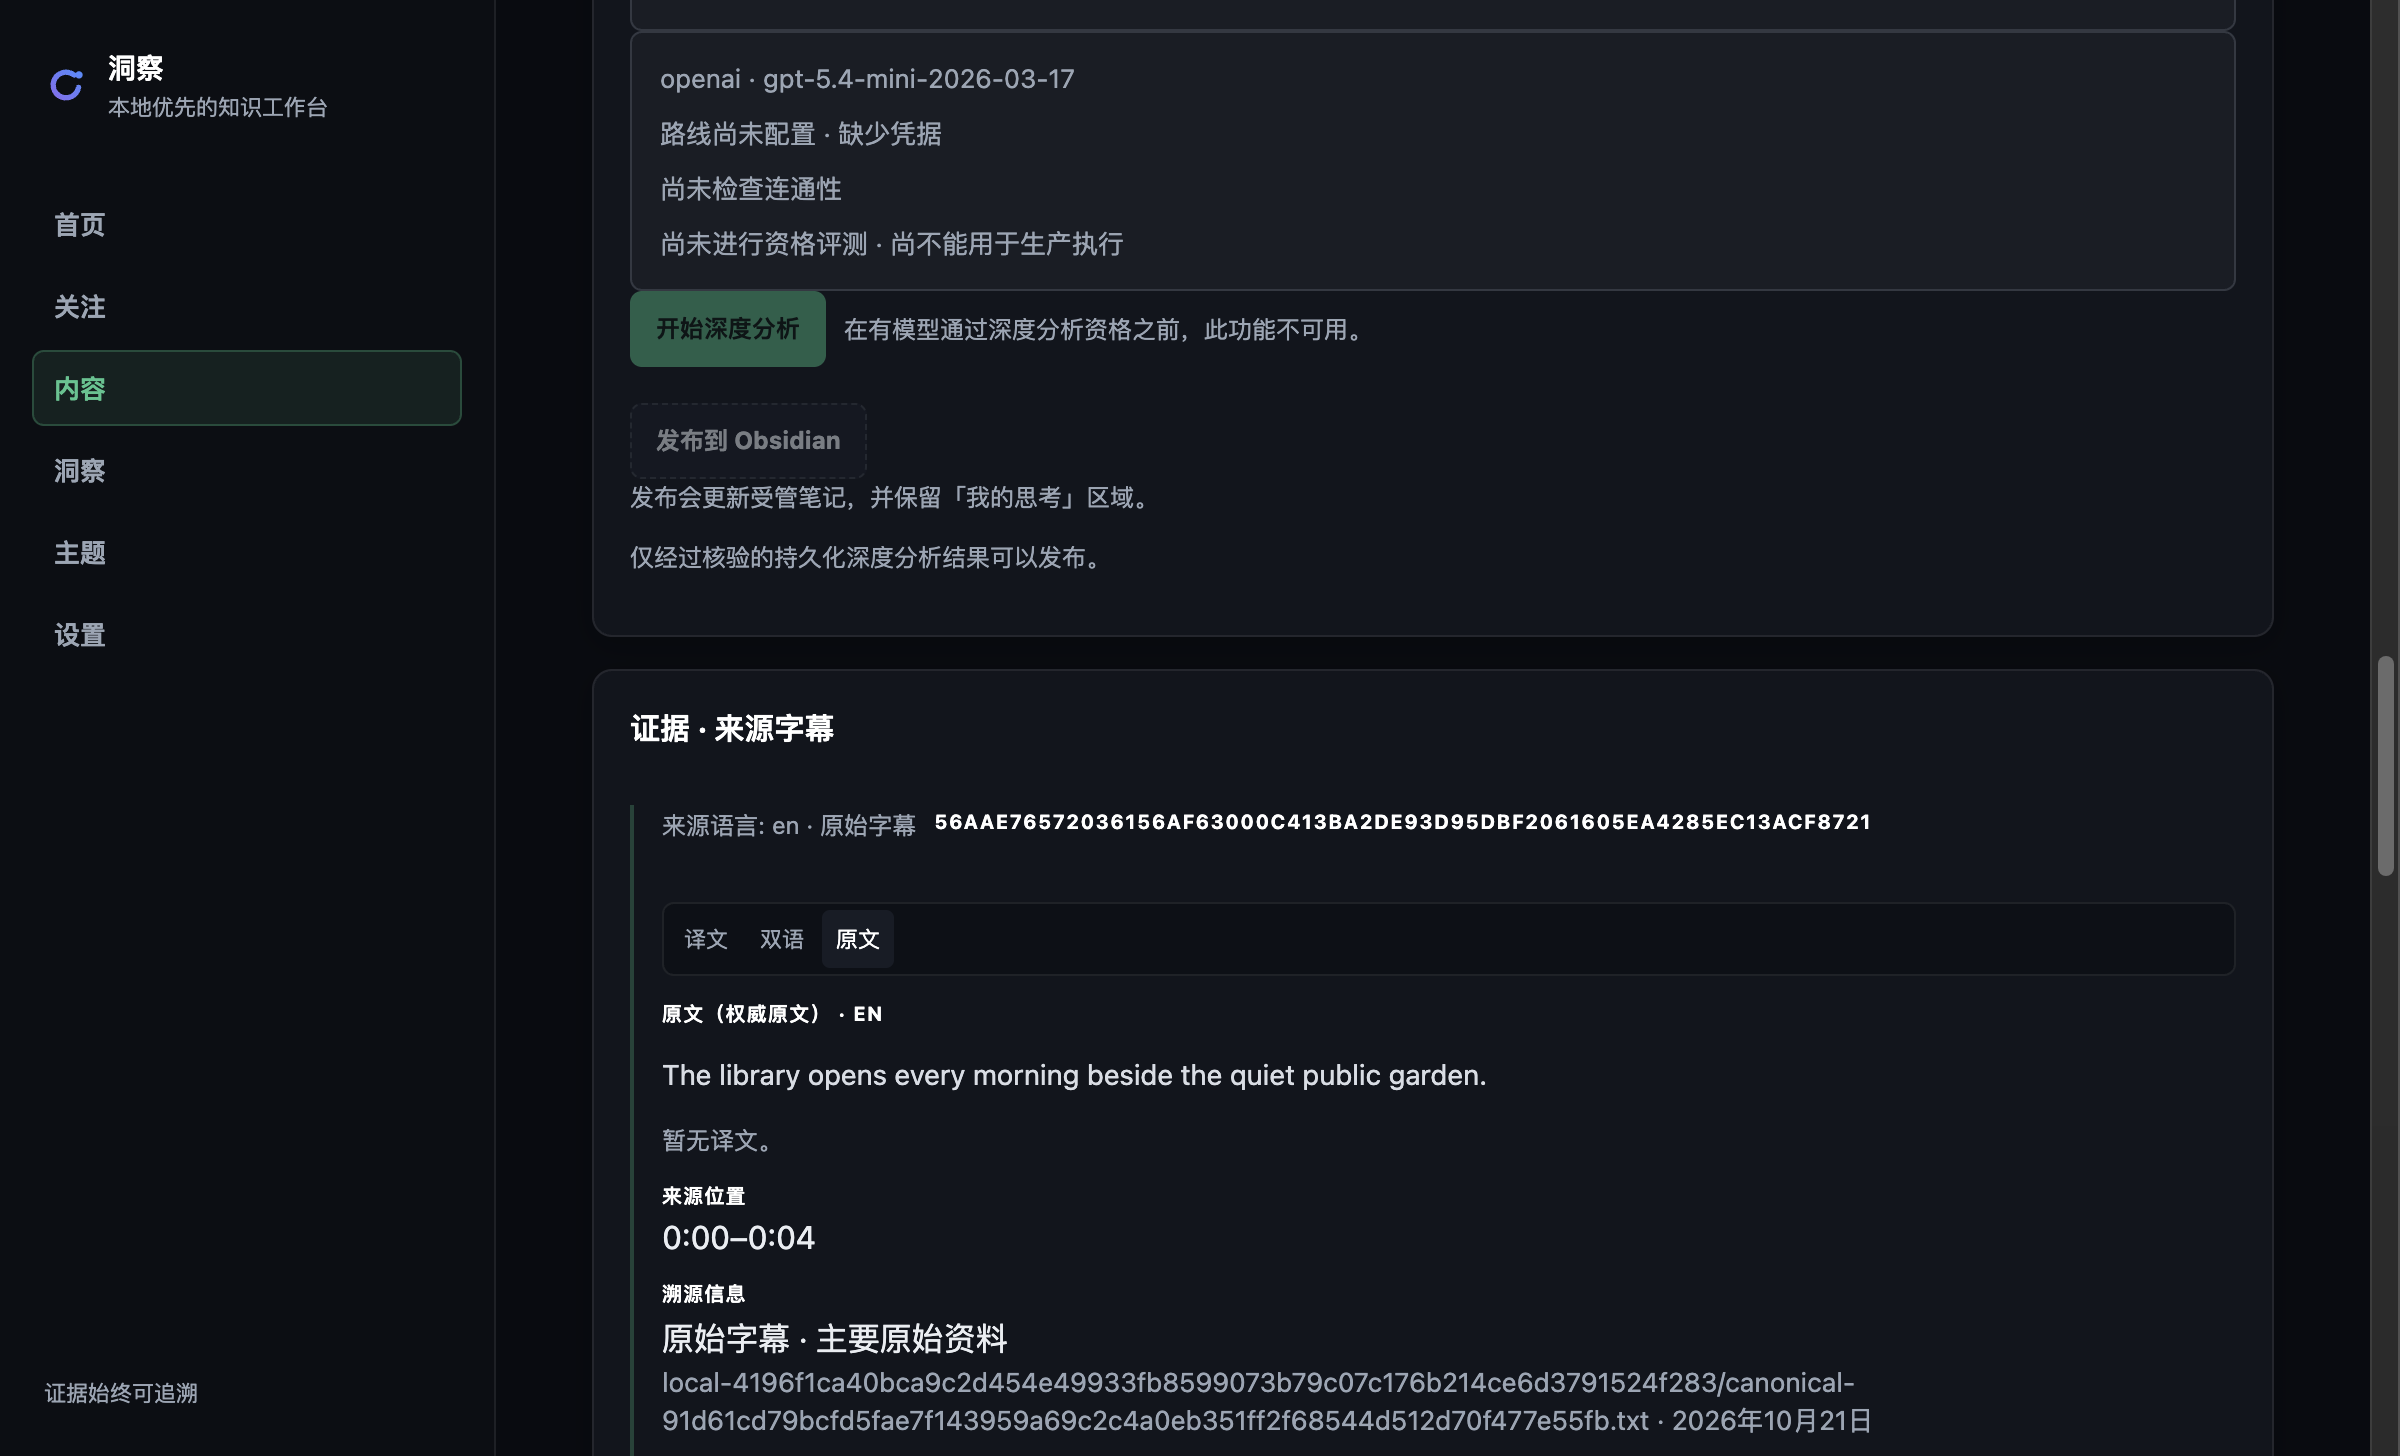 洞察
本地优先的知识工作台
首页
关注
内容
洞察
主题
设置
证据始终可追溯
openai · gpt-5.4-mini-2026-03-17
路线尚未配置 · 缺少凭据
尚未检查连通性
尚未进行资格评测 · 尚不能用于生产执行
开始深度分析 在有模型通过深度分析资格之前，此功能不可用。
发布到 Obsidian
发布会更新受管笔记，并保留「我的思考」区域。
仅经过核验的持久化深度分析结果可以发布。
证据 · 来源字幕
来源语言: en · 原始字幕 56AAE76572036156AF63000C413BA2DE93D95DBF2061605EA4285EC13ACF8721
译文 双语 原文
原文（权威原文） · EN
The library opens every morning beside the quiet public garden.
暂无译文。
来源位置
0:00–0:04
溯源信息
原始字幕 · 主要原始资料
local-4196f1ca40bca9c2d454e49933fb8599073b79c07c176b214ce6d3791524f283/canonical-
91d61cd79bcfd5fae7f143959a69c2c4a0eb351ff2f68544d512d70f477e55fb.txt · 2026年10月21日